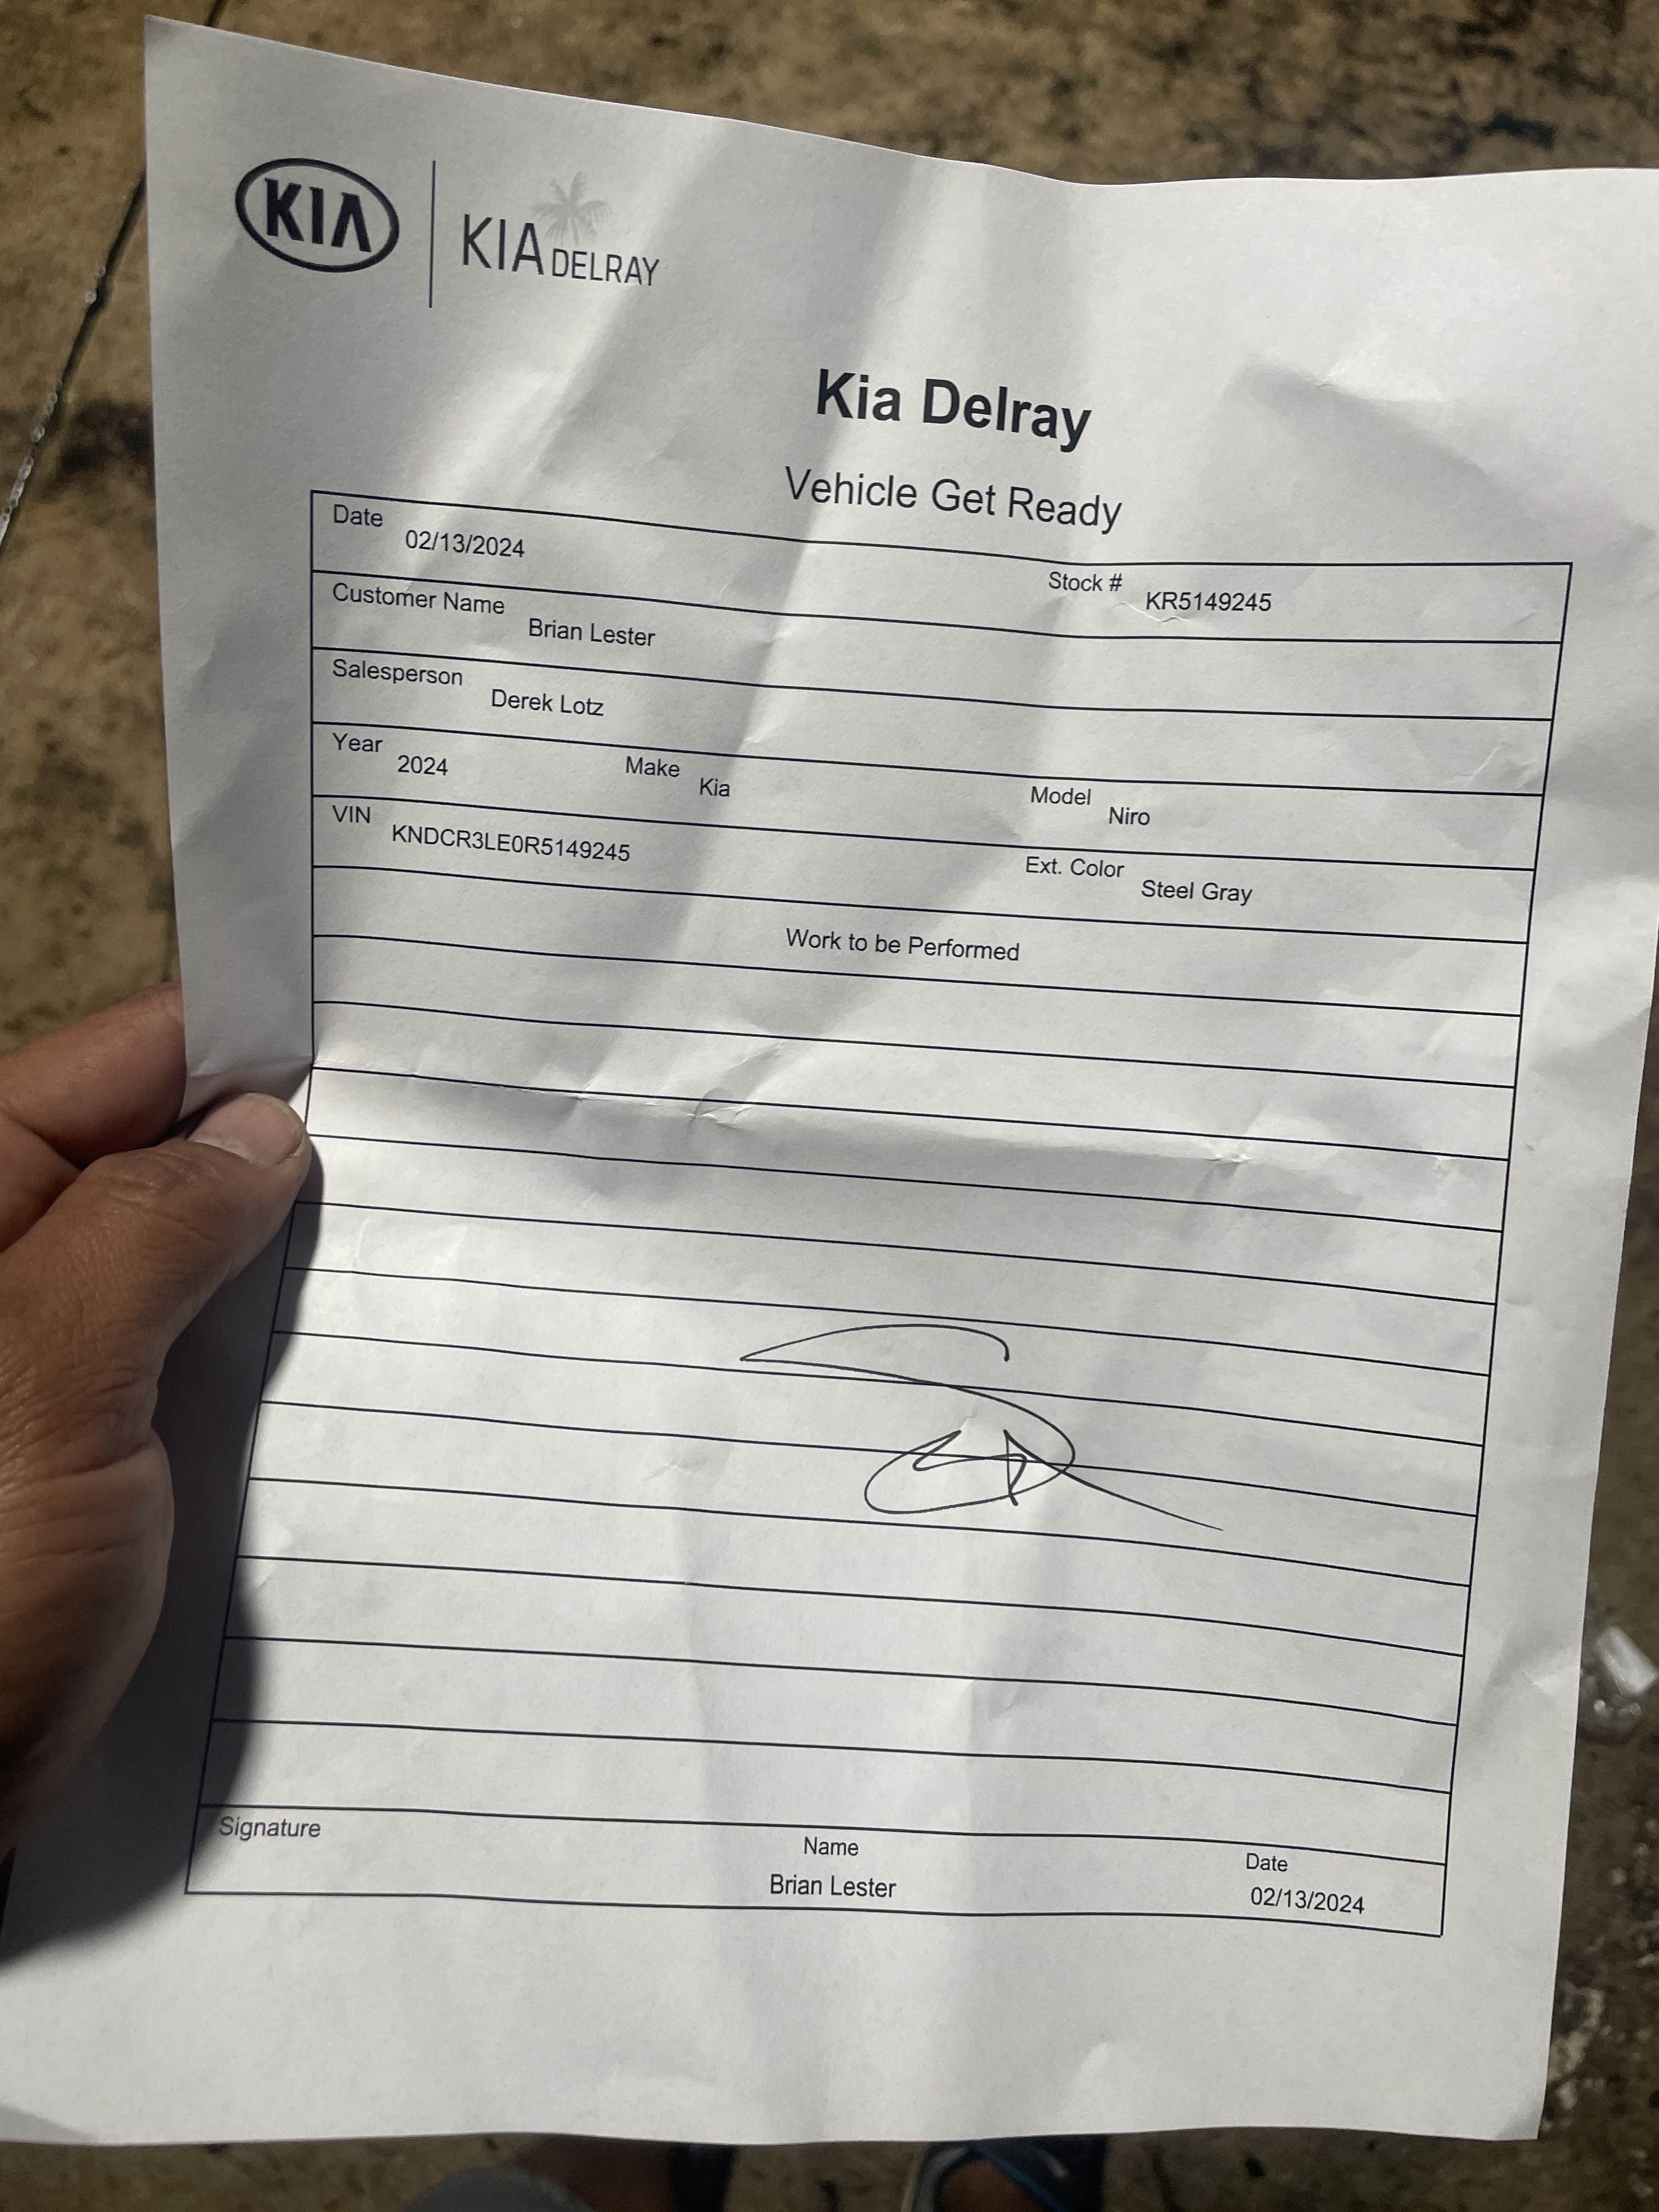 KIA
KIA DELRAY
Kia Delray
Vehicle Get Ready
Date 02/13/2024 Stock # KR5149245
Customer Name Brian Lester
Salesperson Derek Lotz
Year 2024 Make Kia Model Niro
VIN KNDCR3LE0R5149245 Ext. Color Steel Gray
Work to be Performed
Signature Name Date
Brian Lester 02/13/2024